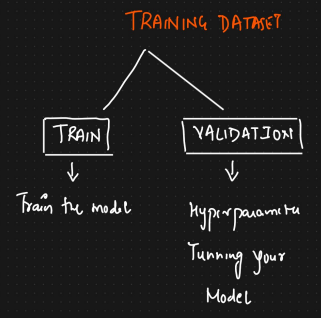 TRAINING DATASET
TRAIN
VALIDATION
Train the model
Hyperparameter
Tunning your
Model